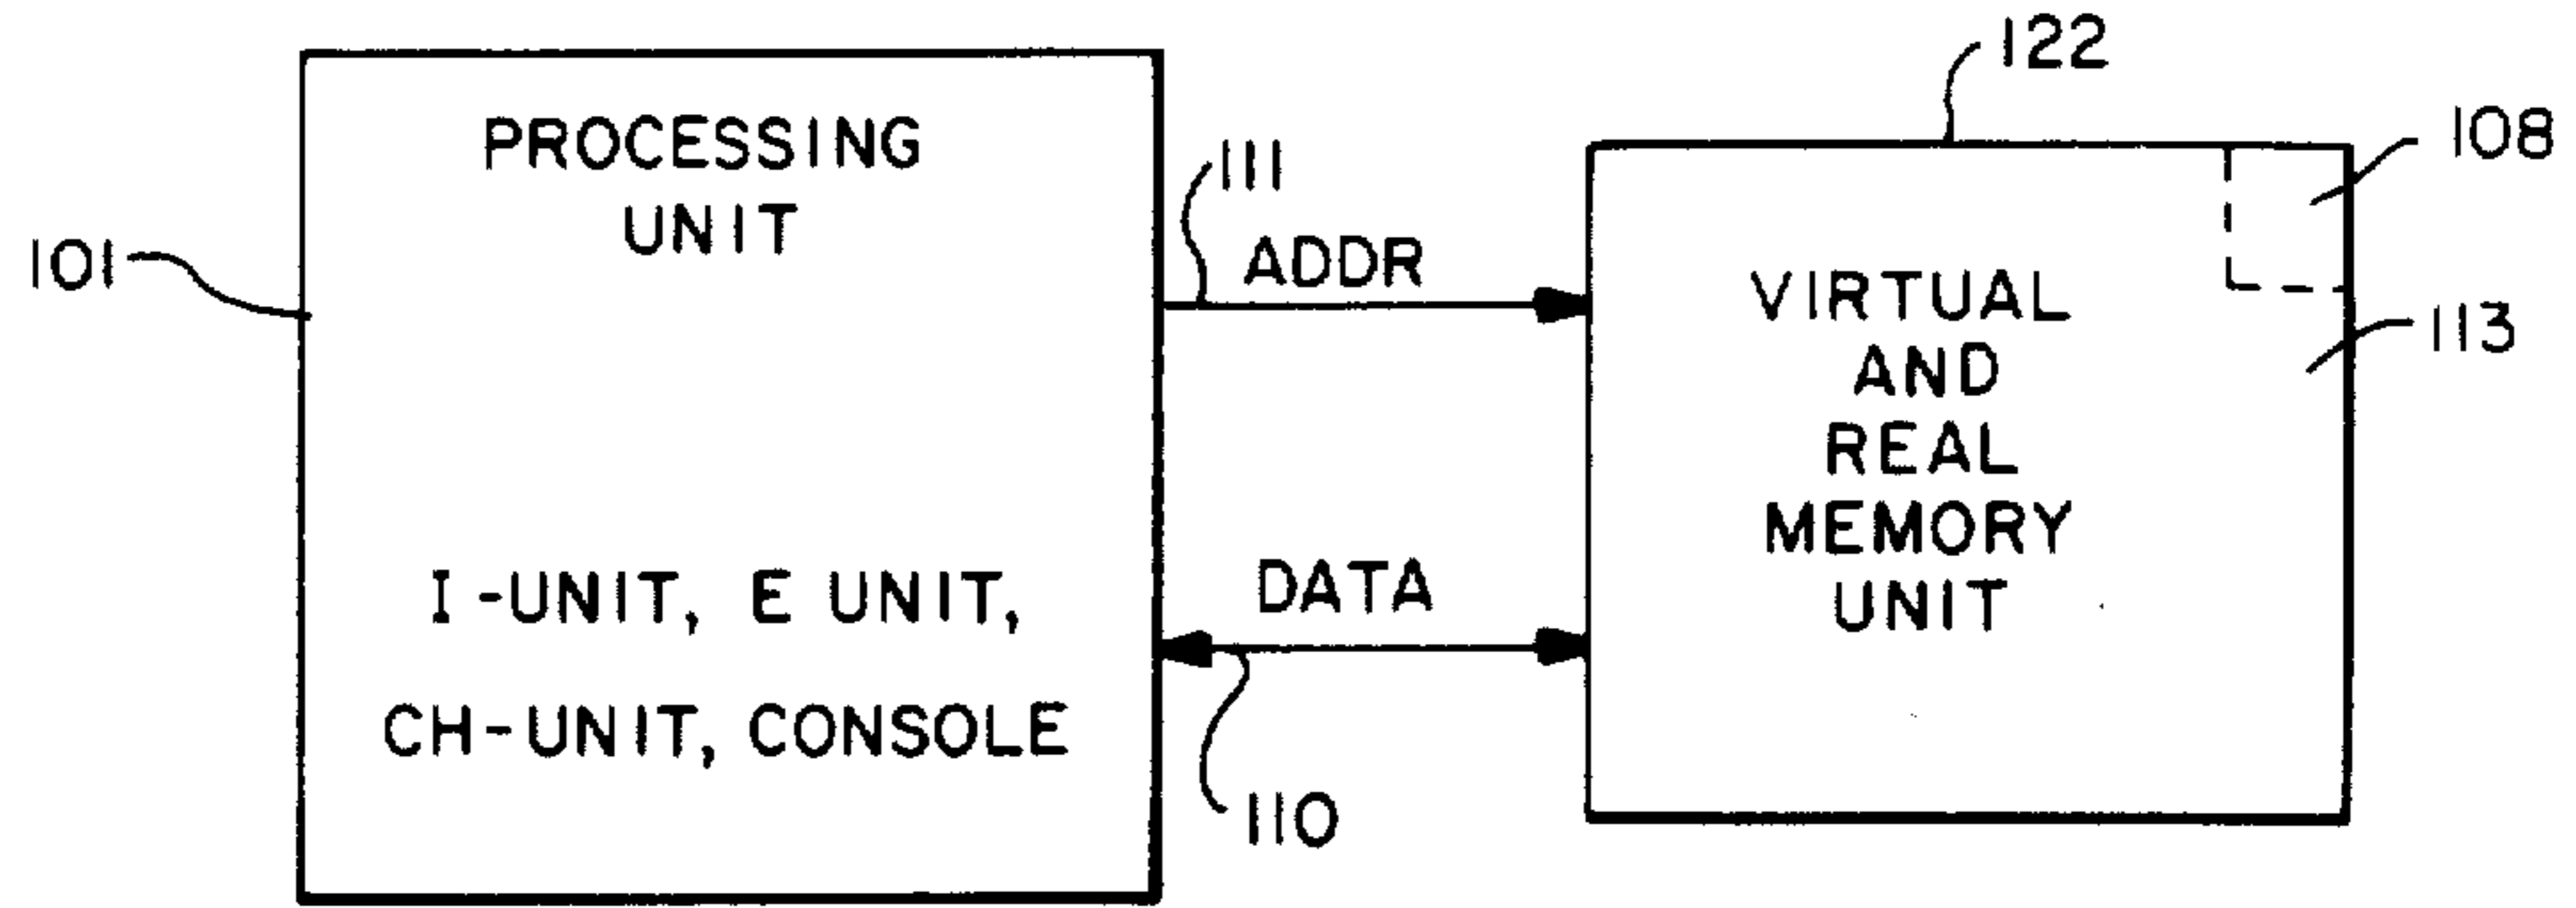 PROCESSING
UNIT
101
I-UNIT, E UNIT,
CH-UNIT, CONSOLE
111
ADDR
DATA
110
122
108
113
VIRTUAL
AND
REAL
MEMORY
UNIT